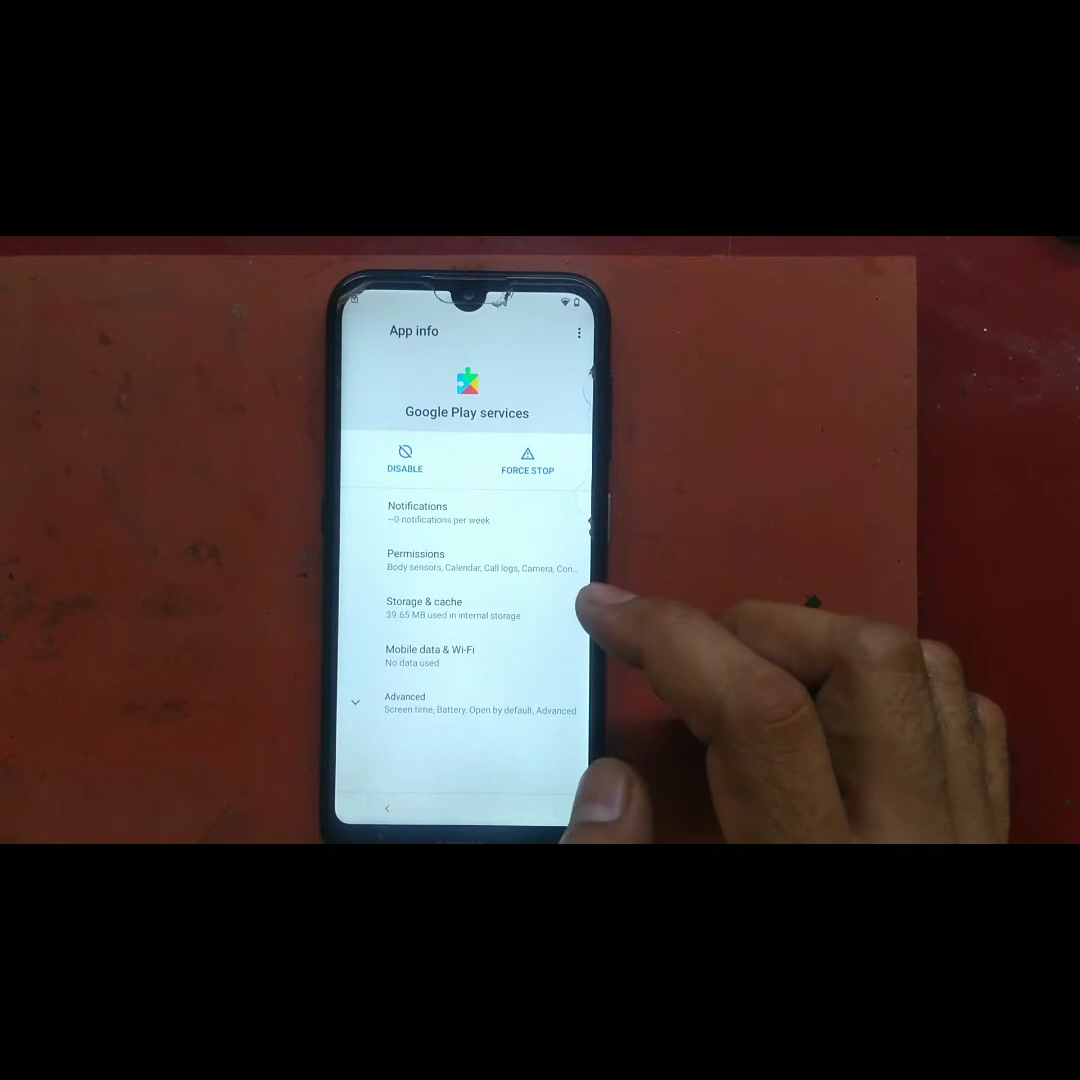 App info
Google Play services
DISABLE
FORCE STOP
Notifications
~0 notifications per week
Permissions
Body sensors, Calendar, Call logs, Camera, Con...
Storage & cache
39.65 MB used in internal storage
Mobile data & Wi-Fi
No data used
Advanced
Screen time, Battery, Open by default, Advanced